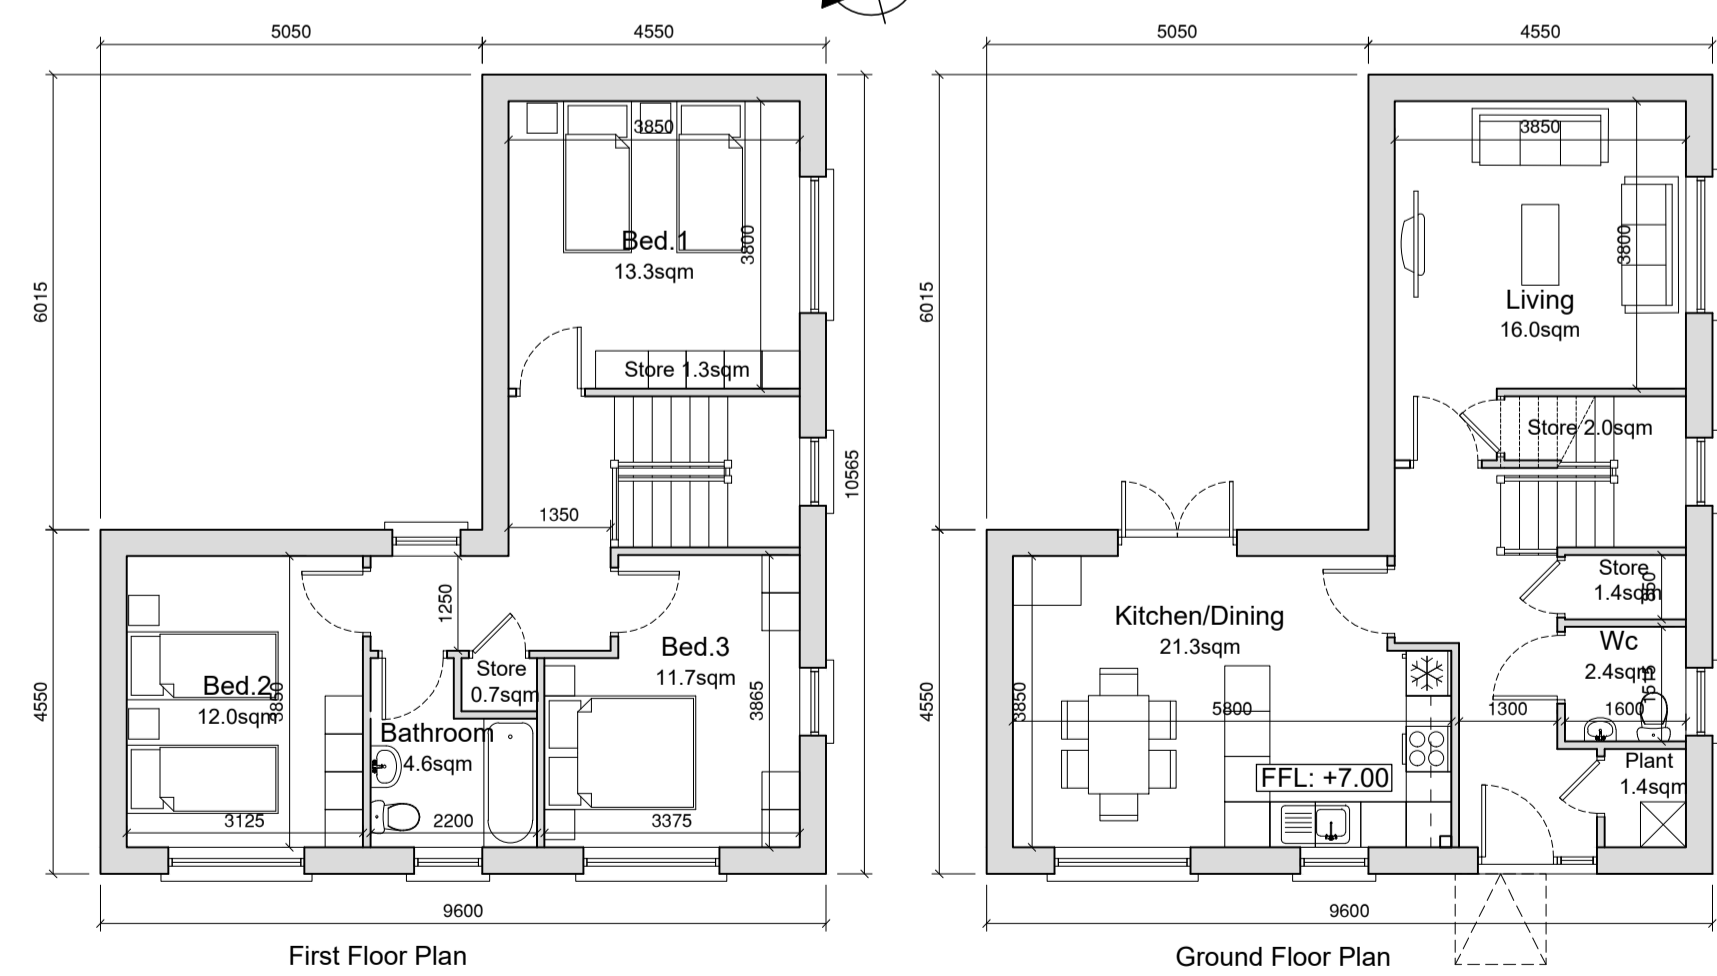 5050
4550
5050
4550
3850
3850
6015
Bed.1
13.3sqm
3800
6015
Living
16.0sqm
3800
Store 1.3sqm
Store 2.0sqm
10565
1350
1250
Store
1.4sqm
850
Kitchen/Dining
21.3sqm
Wc
2.4sqm
1515
Bed.3
11.7sqm
Store
0.7sqm
4550
Bed.2
12.0sqm
3850
3865
4550
3850
5800
1300
1600
Bathroom
4.6sqm
FFL: +7.00
Plant
1.4sqm
3125
2200
3375
9600
9600
First Floor Plan
Ground Floor Plan